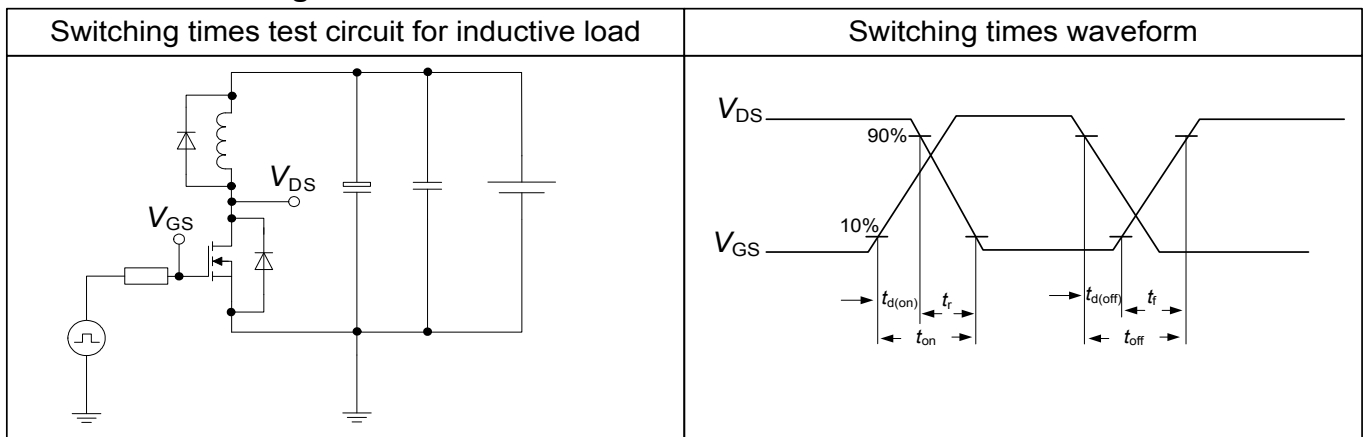 Switching times test circuit for inductive load
Switching times waveform
VDS
VGS
VDS
90%
10%
VGS
td(on)
tr
ton
td(off)
tf
toff